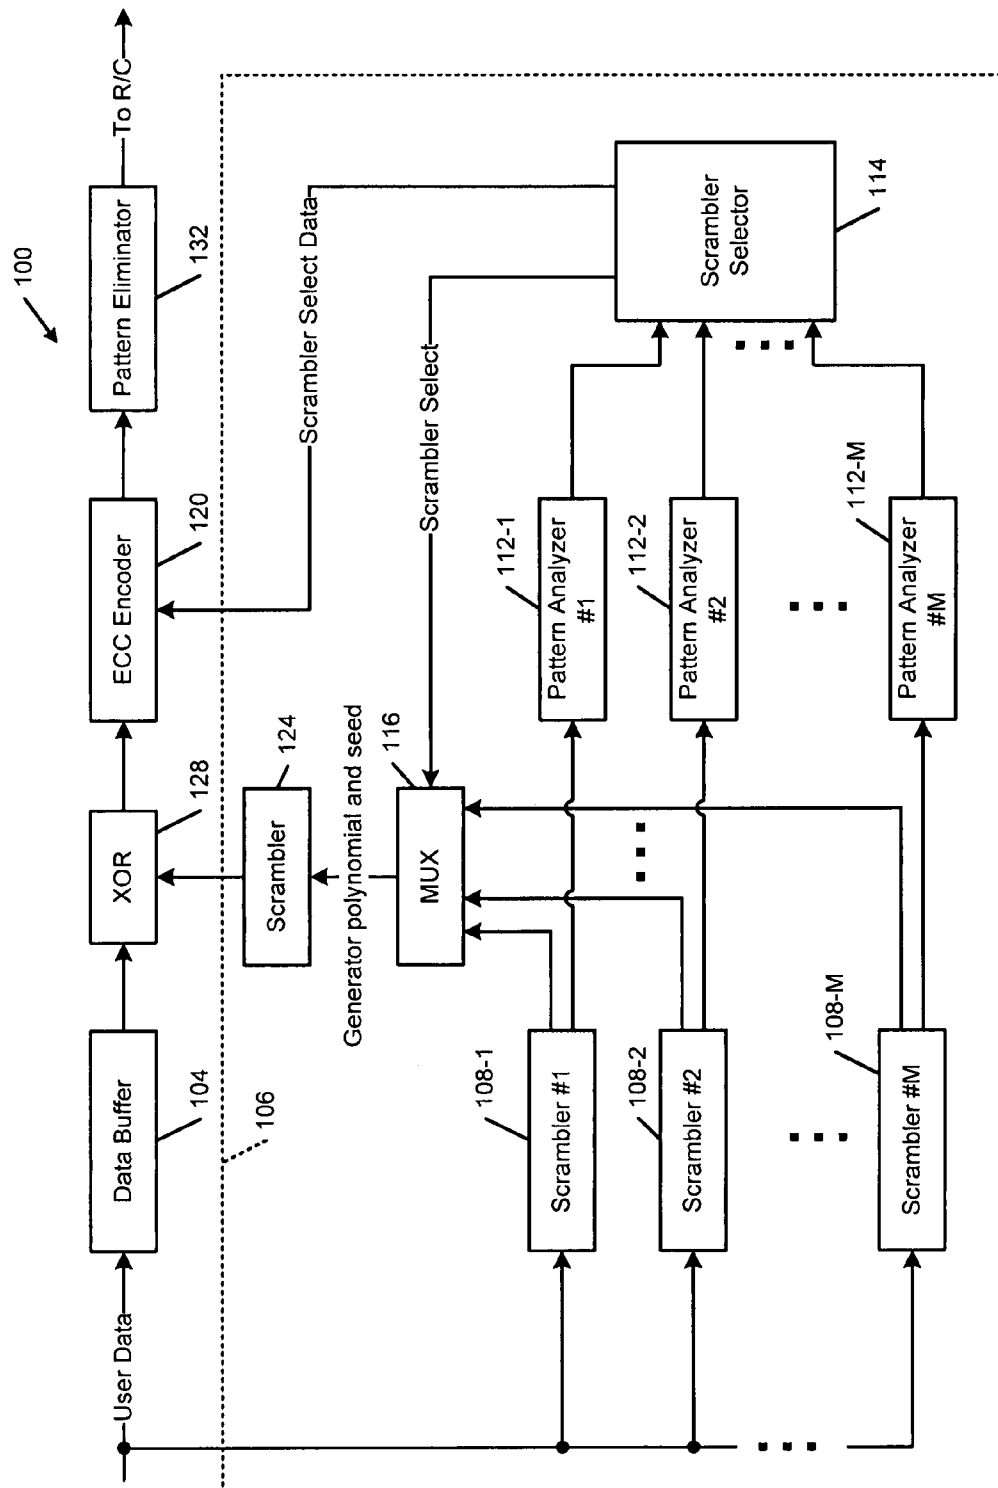 100
User Data
Data Buffer
104
XOR
128
ECC Encoder
120
Pattern Eliminator
132
To R/C
106
Scrambler
124
Scrambler Select Data
Generator polynomial and seed
MUX
116
Scrambler Select
Scrambler #1
108-1
Pattern Analyzer
#1
112-1
Scrambler
Selector
114
Scrambler #2
108-2
Pattern Analyzer
#2
112-2
Scrambler #M
108-M
Pattern Analyzer
#M
112-M